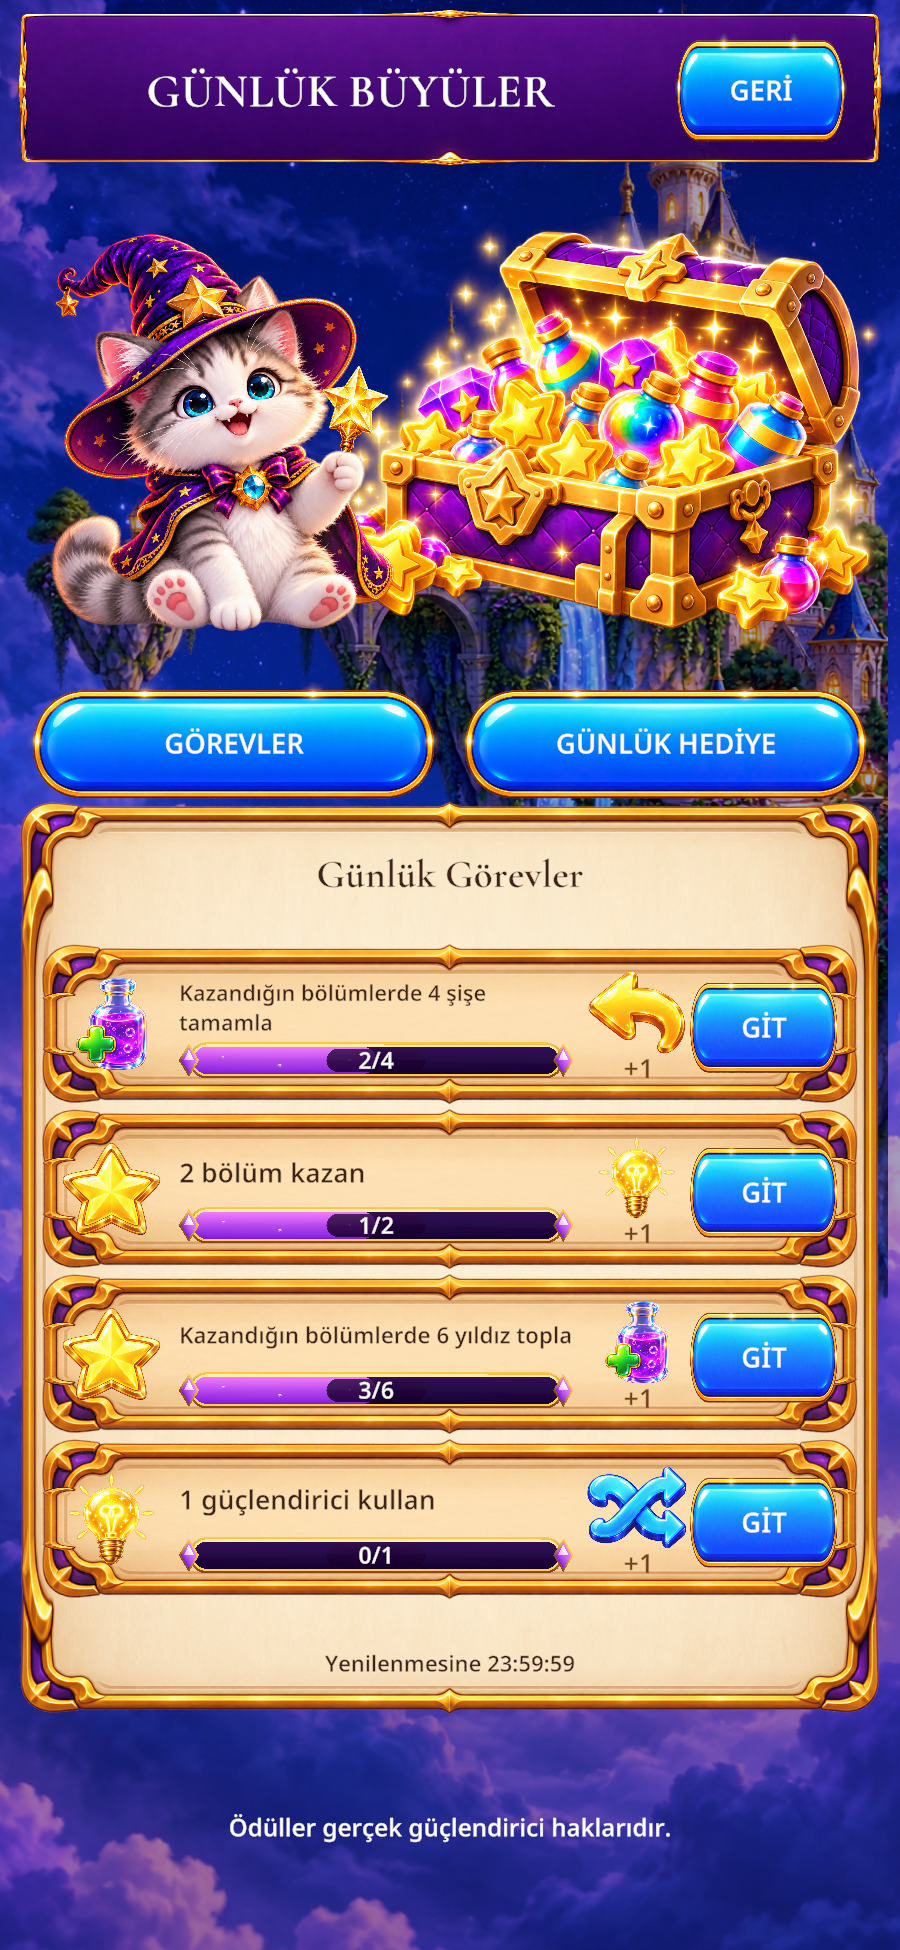 GÜNLÜK BÜYÜLER
GERİ
GÖREVLER
GÜNLÜK HEDİYE
Günlük Görevler
Kazandığın bölümlerde 4 şişe
tamamla
2/4
+1
GİT
2 bölüm kazan
1/2
+1
GİT
Kazandığın bölümlerde 6 yıldız topla
3/6
+1
GİT
1 güçlendirici kullan
0/1
+1
GİT
Yenilenmesine 23:59:59
Ödüller gerçek güçlendirici haklarıdır.